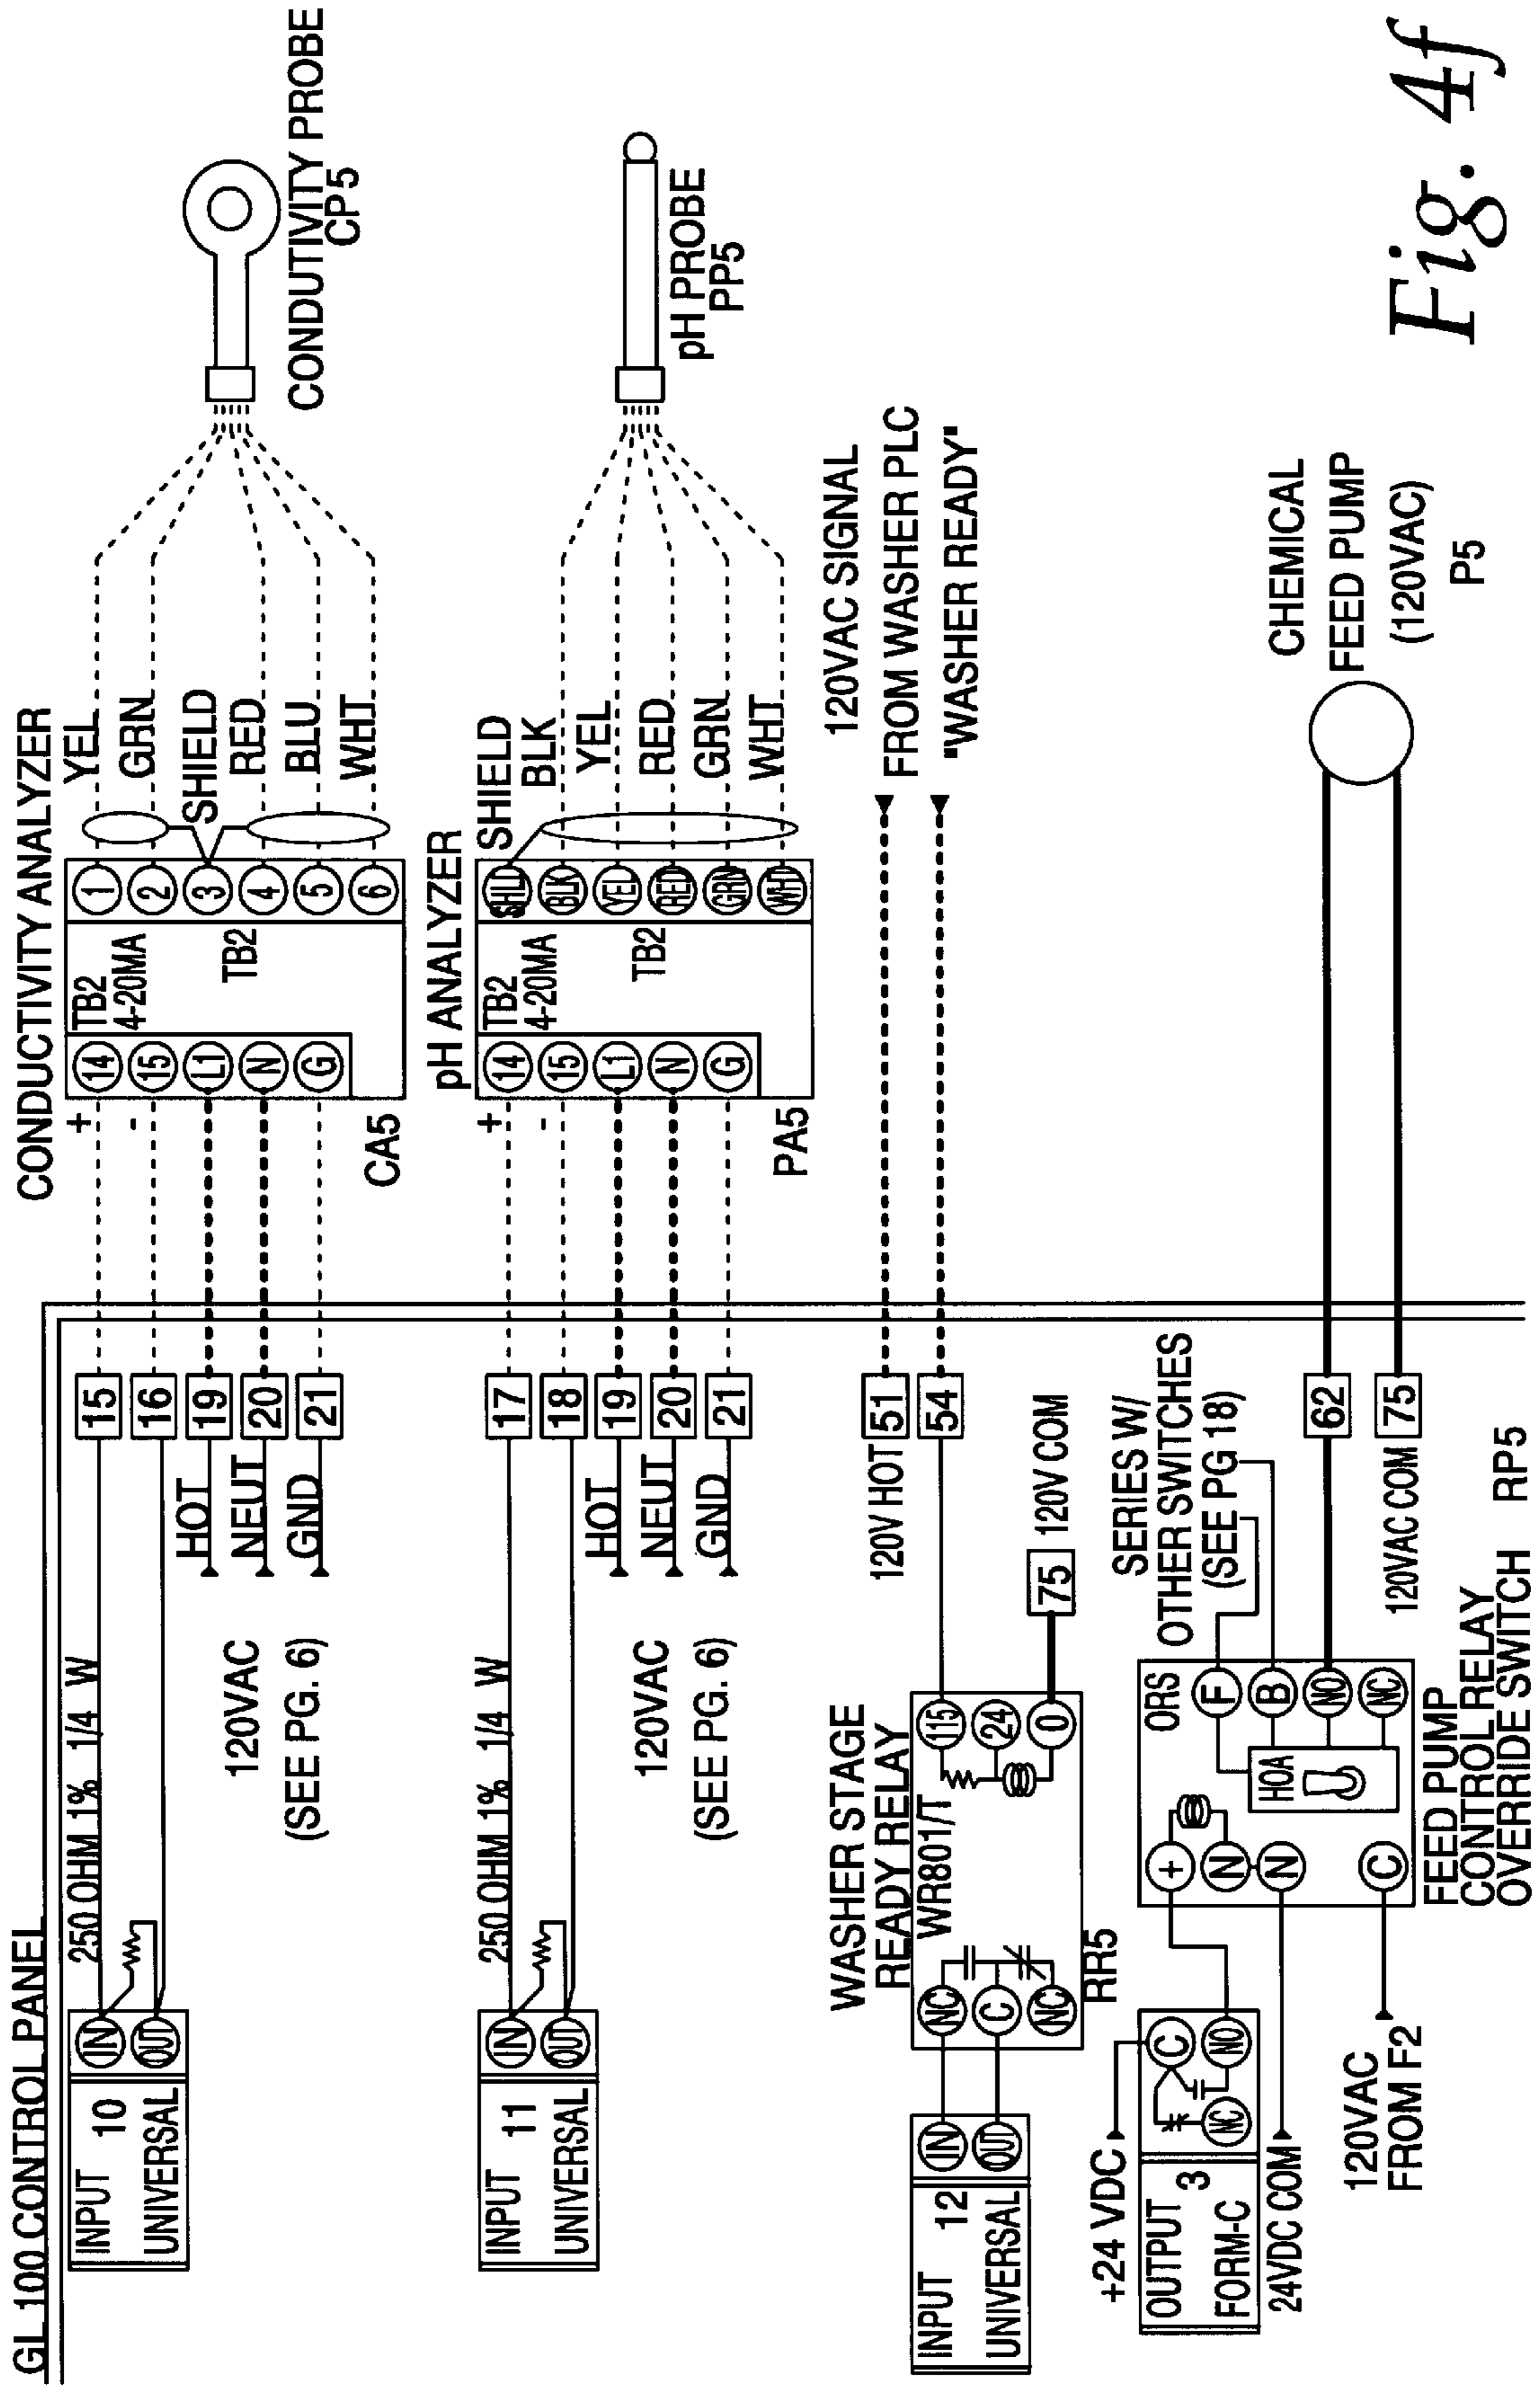 GL 100 CONTROL PANEL
INPUT
10
UNIVERSAL
IN
OUT
250 OHM 1% 1/4 W
15
16
HOT
19
NEUT
20
GND
21
120VAC
(SEE PG. 6)
CONDUCTIVITY ANALYZER
+
-
14
15
L1
N
G
TB2
4-20MA
TB2
CA5
1
2
3
4
5
6
YEL
GRN
SHIELD
RED
BLU
WHT
CONDUTIVITY PROBE
CP5
INPUT
11
UNIVERSAL
IN
OUT
250 OHM 1% 1/4 W
17
18
HOT
19
NEUT
20
GND
21
120VAC
(SEE PG. 6)
pH ANALYZER
+
-
14
15
L1
N
G
TB2
4-20MA
TB2
PA5
SHLD
BLK
YEL
RED
GRN
WHT
SHIELD
BLK
YEL
RED
GRN
WHT
pH PROBE
PP5
INPUT
12
UNIVERSAL
IN
OUT
WASHER STAGE
READY RELAY
WR801/T
NC
C
NC
RR5
115
24
0
120V HOT
51
54
75
120V COM
120VAC SIGNAL
FROM WASHER PLC
"WASHER READY"
+24 VDC
OUTPUT
3
FORM-C
C
NO
NC
24VDC COM
120VAC
FROM F2
ORS
+
N
N
C
HOA
F
B
NO
NC
SERIES W/
OTHER SWITCHES
(SEE PG 18)
62
120VAC COM
75
FEED PUMP
CONTROL RELAY
OVERRIDE SWITCH
RP5
CHEMICAL
FEED PUMP
(120VAC)
P5
Fig. 4f